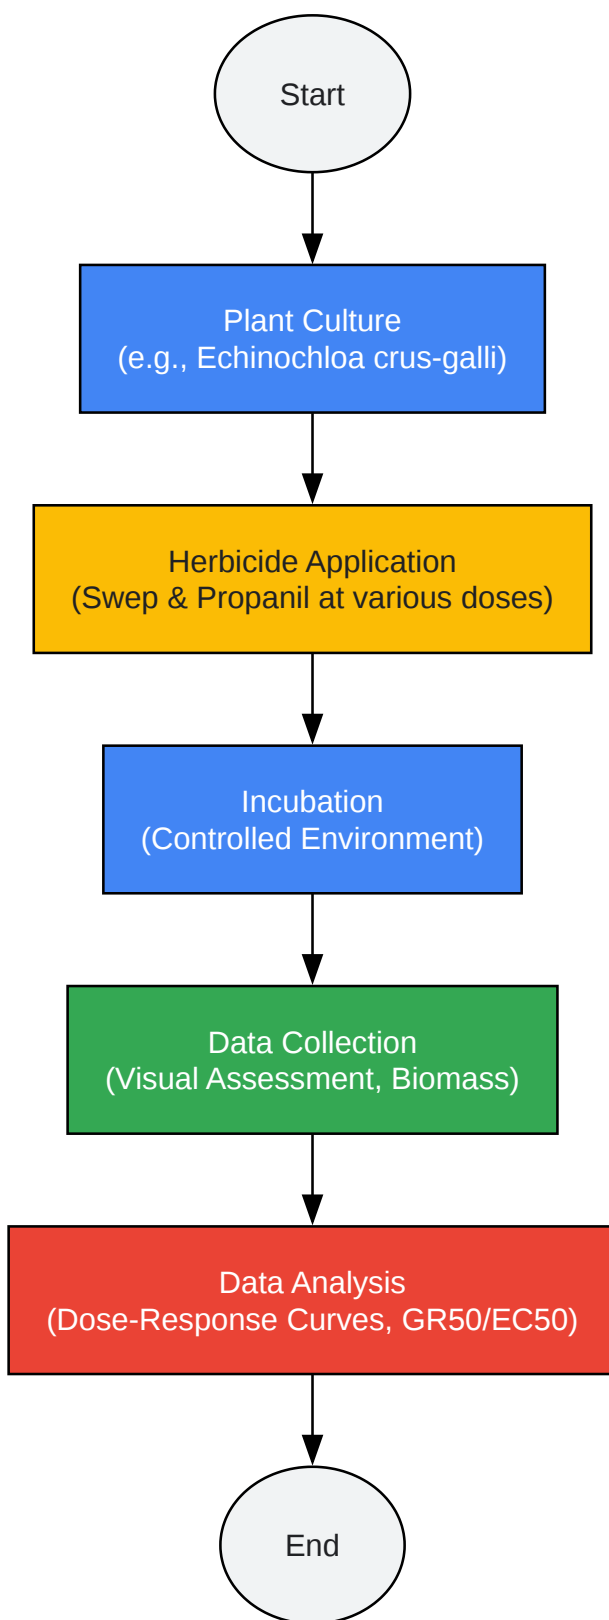 Start
Plant Culture
(e.g., Echinochloa crus-galli)
Herbicide Application
(Swep & Propanil at various doses)
Incubation
(Controlled Environment)
Data Collection
(Visual Assessment, Biomass)
Data Analysis
(Dose-Response Curves, GR50/EC50)
End